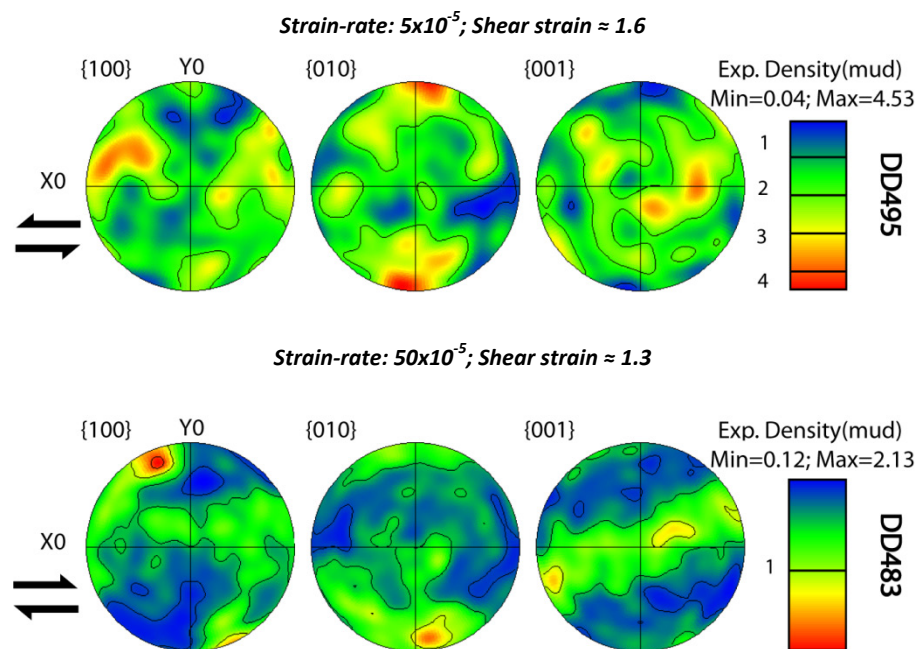 Strain-rate: 5x10⁻⁵; Shear strain ≈ 1.6
{100} Y0 {010} {001} Exp. Density(mud)
Min=0.04; Max=4.53
1
X0 2
3
4
DD495
Strain-rate: 50x10⁻⁵; Shear strain ≈ 1.3
{100} Y0 {010} {001} Exp. Density(mud)
Min=0.12; Max=2.13
X0 1
DD483